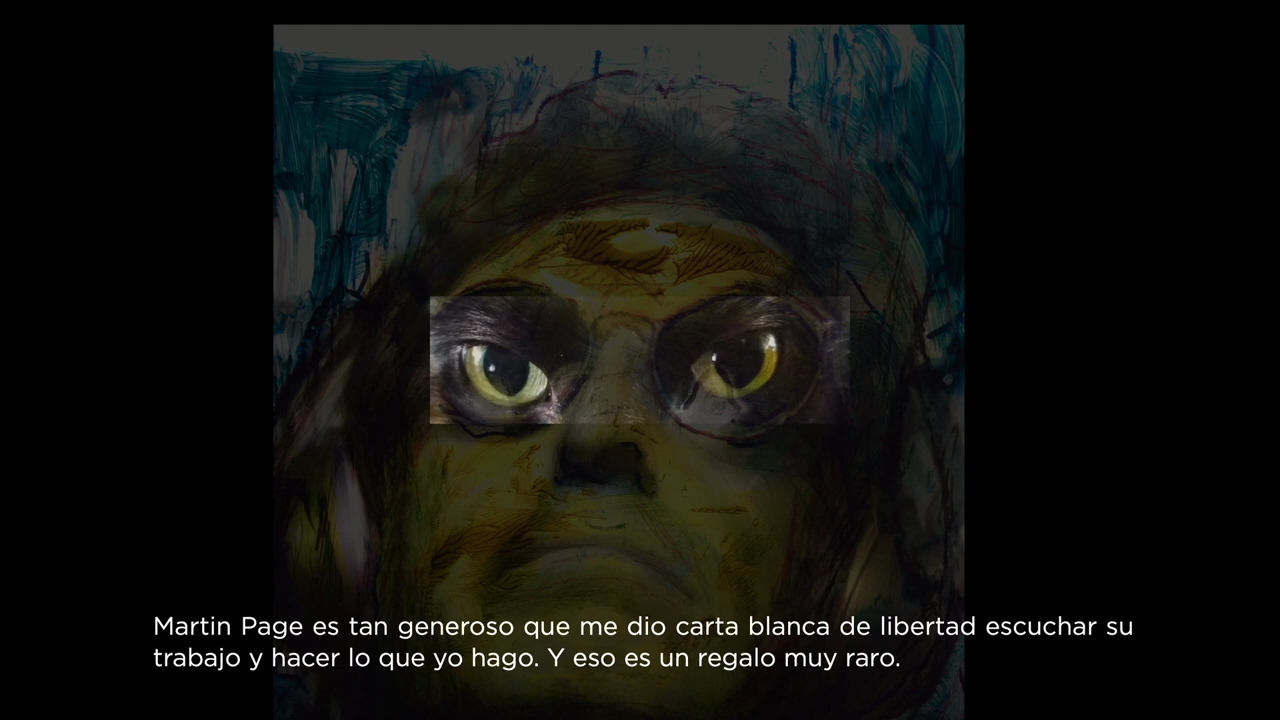 Martin Page es tan generoso que me dio carta blanca de libertad escuchar su
trabajo y hacer lo que yo hago. Y eso es un regalo muy raro.